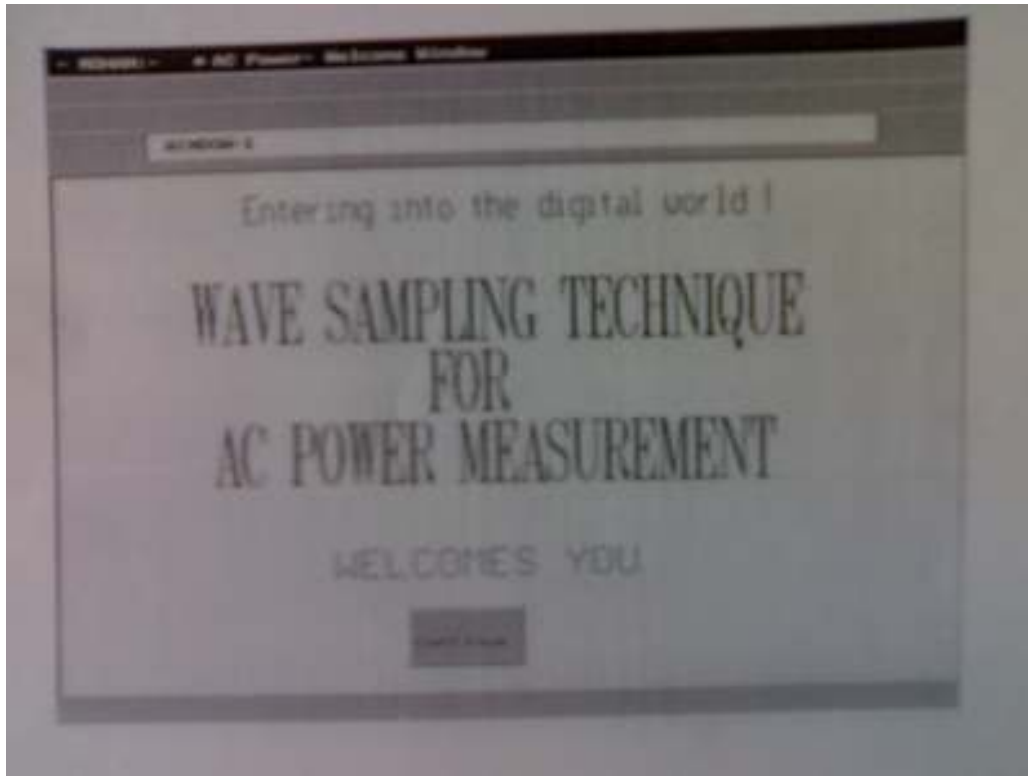 * AC Power- Welcome Window
Entering into the digital world !
WAVE SAMPLING TECHNIQUE
FOR
AC POWER MEASUREMENT
WELCOMES YOU